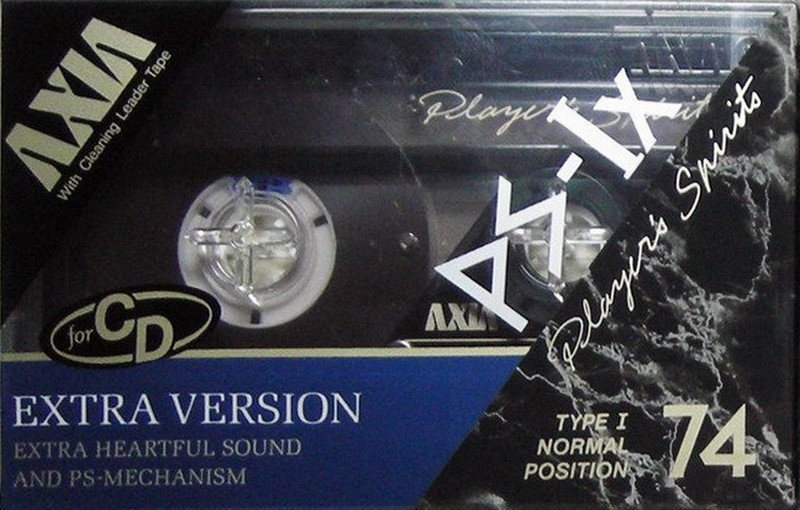 AXIA
With Cleaning Leader Tape
Player's Spirits
PS-Ix
Player's Spirits
AXIA
for CD
EXTRA VERSION
EXTRA HEARTFUL SOUND
AND PS-MECHANISM
TYPE I
NORMAL
POSITION
74